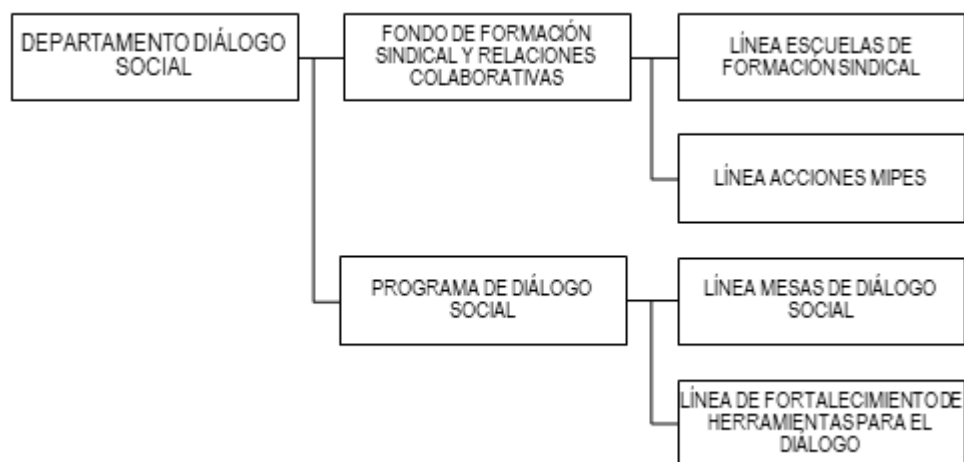 DEPARTAMENTO DIÁLOGO
SOCIAL
FONDO DE FORMACIÓN
SINDICAL Y RELACIONES
COLABORATIVAS
LÍNEA ESCUELAS DE
FORMACIÓN SINDICAL
LÍNEA ACCIONES MIPES
PROGRAMA DE DIÁLOGO
SOCIAL
LÍNEA MESAS DE DIÁLOGO
SOCIAL
LÍNEA DE FORTALECIMIENTO DE
HERRAMIENTAS PARA EL
DIÁLOGO